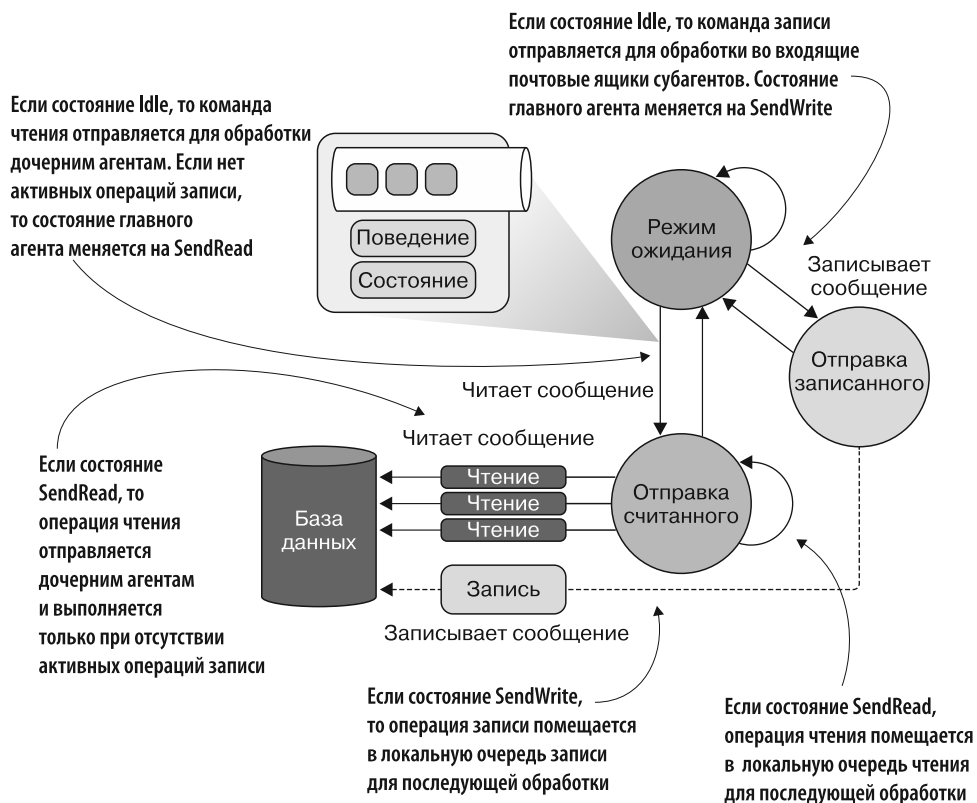 Если состояние Idle, то команда записи
отправляется для обработки во входящие
почтовые ящики субагентов. Состояние
главного агента меняется на SendWrite
Если состояние Idle, то команда
чтения отправляется для обработки
дочерним агентам. Если нет
активных операций записи,
то состояние главного
агента меняется на SendRead
Поведение
Состояние
Режим
ожидания
Записывает
сообщение
Отправка
записанного
Читает сообщение
Читает сообщение
Если состояние
SendRead, то
операция чтения
отправляется
дочерним агентам
и выполняется
только при отсутствии
активных операций записи
База
данных
Чтение
Чтение
Чтение
Отправка
считанного
Запись
Записывает сообщение
Если состояние SendWrite,
то операция записи помещается
в локальную очередь записи
для последующей обработки
Если состояние SendRead,
операция чтения помещается
в локальную очередь чтения
для последующей обработки